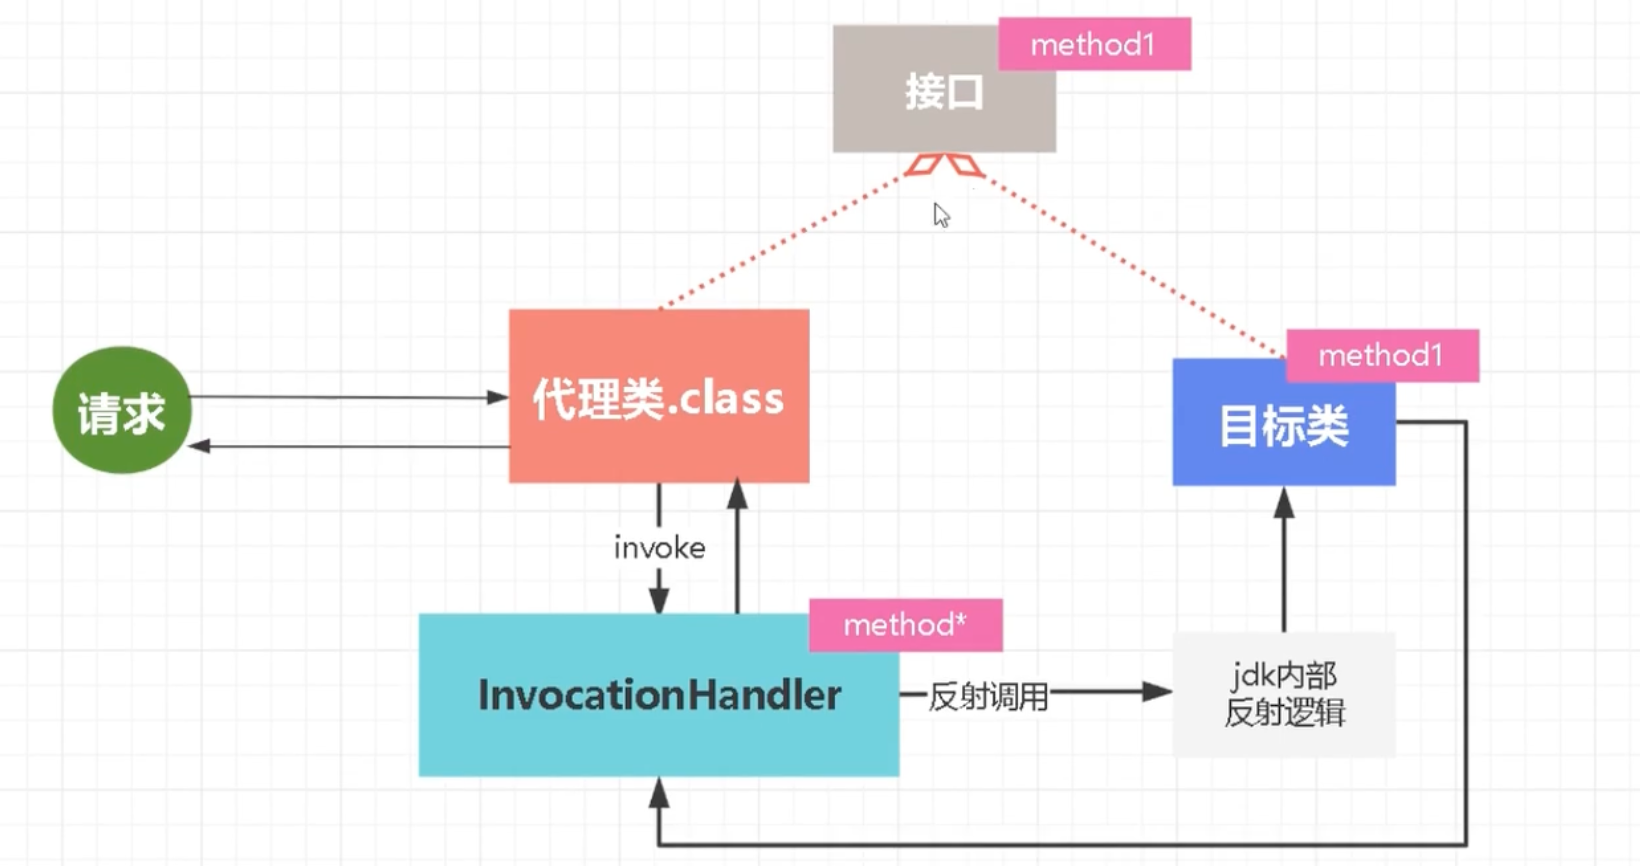 method1
接口
method1
代理类.class
请求
目标类
invoke
method*
InvocationHandler
反射调用
jdk内部
反射逻辑